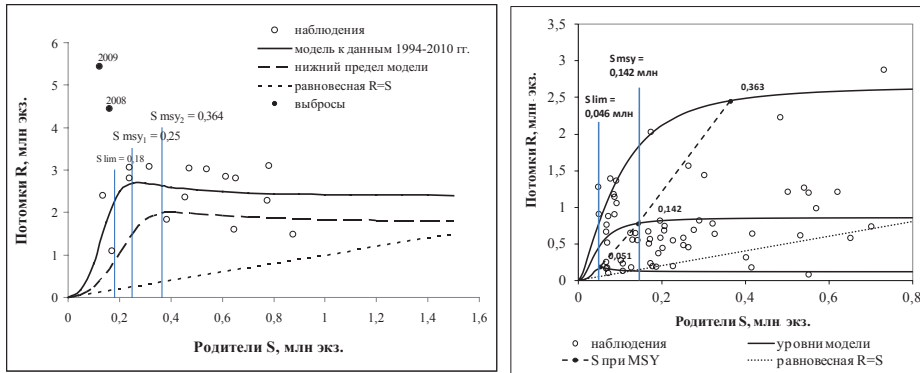 наблюдения
модель к данным 1994-2010 гг.
нижний предел модели
равновесная R=S
выбросы
Потомки R, млн экз.
6
5
4
3
2
1
0
2009
2008
S msy₂ = 0,364
S msy₁ = 0,25
S lim = 0,18
0
0,2
0,4
0,6
0,8
1
1,2
1,4
1,6
Родители S, млн экз.
Потомки R, млн экз.
3,0
2,5
2,0
1,5
1,0
0,5
0,0
S msy =
0,142 млн
S lim =
0,046 млн
0,363
0,142
0,051
0
0,2
0,4
0,6
0,8
Родители S, млн экз.
наблюдения
уровни модели
S при MSY
равновесная R=S